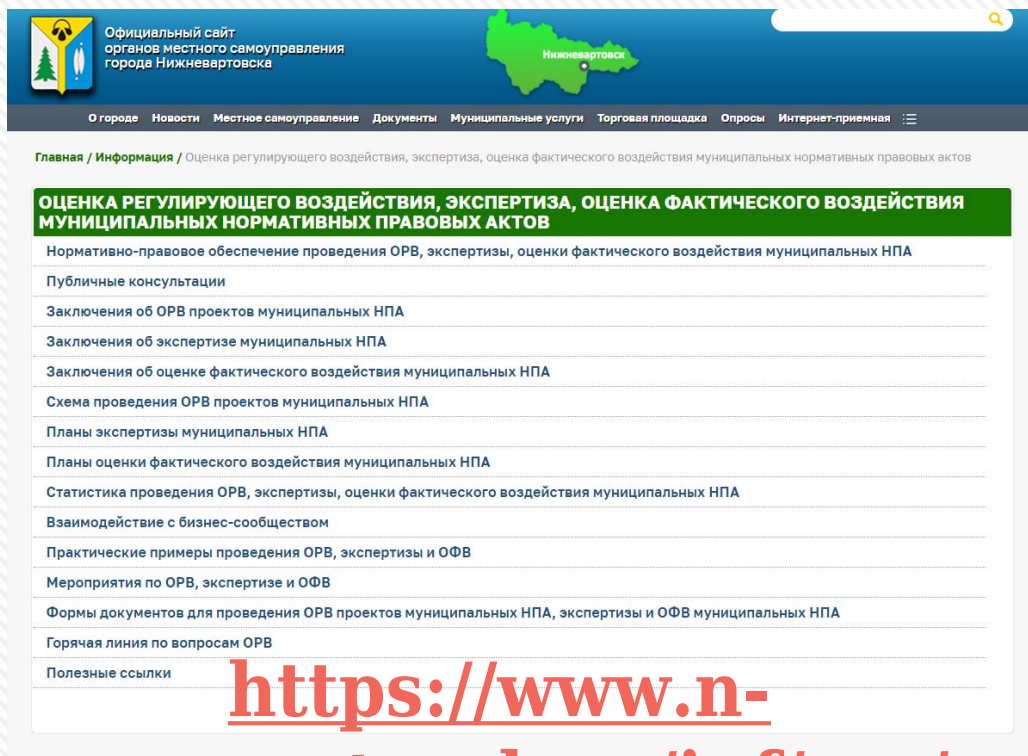 Официальный сайт
органов местного самоуправления
города Нижневартовска
Нижневартовск
О городе Новости Местное самоуправление Документы Муниципальные услуги Торговая площадка Опросы Интернет-приемная
Главная / Информация / Оценка регулирующего воздействия, экспертиза, оценка фактического воздействия муниципальных нормативных правовых актов
ОЦЕНКА РЕГУЛИРУЮЩЕГО ВОЗДЕЙСТВИЯ, ЭКСПЕРТИЗА, ОЦЕНКА ФАКТИЧЕСКОГО ВОЗДЕЙСТВИЯ
МУНИЦИПАЛЬНЫХ НОРМАТИВНЫХ ПРАВОВЫХ АКТОВ
Нормативно-правовое обеспечение проведения ОРВ, экспертизы, оценки фактического воздействия муниципальных НПА
Публичные консультации
Заключения об ОРВ проектов муниципальных НПА
Заключения об экспертизе муниципальных НПА
Заключения об оценке фактического воздействия муниципальных НПА
Схема проведения ОРВ проектов муниципальных НПА
Планы экспертизы муниципальных НПА
Планы оценки фактического воздействия муниципальных НПА
Статистика проведения ОРВ, экспертизы, оценки фактического воздействия муниципальных НПА
Взаимодействие с бизнес-сообществом
Практические примеры проведения ОРВ, экспертизы и ОФВ
Мероприятия по ОРВ, экспертизе и ОФВ
Формы документов для проведения ОРВ проектов муниципальных НПА, экспертизы и ОФВ муниципальных НПА
Горячая линия по вопросам ОРВ
Полезные ссылки
https://www.n-